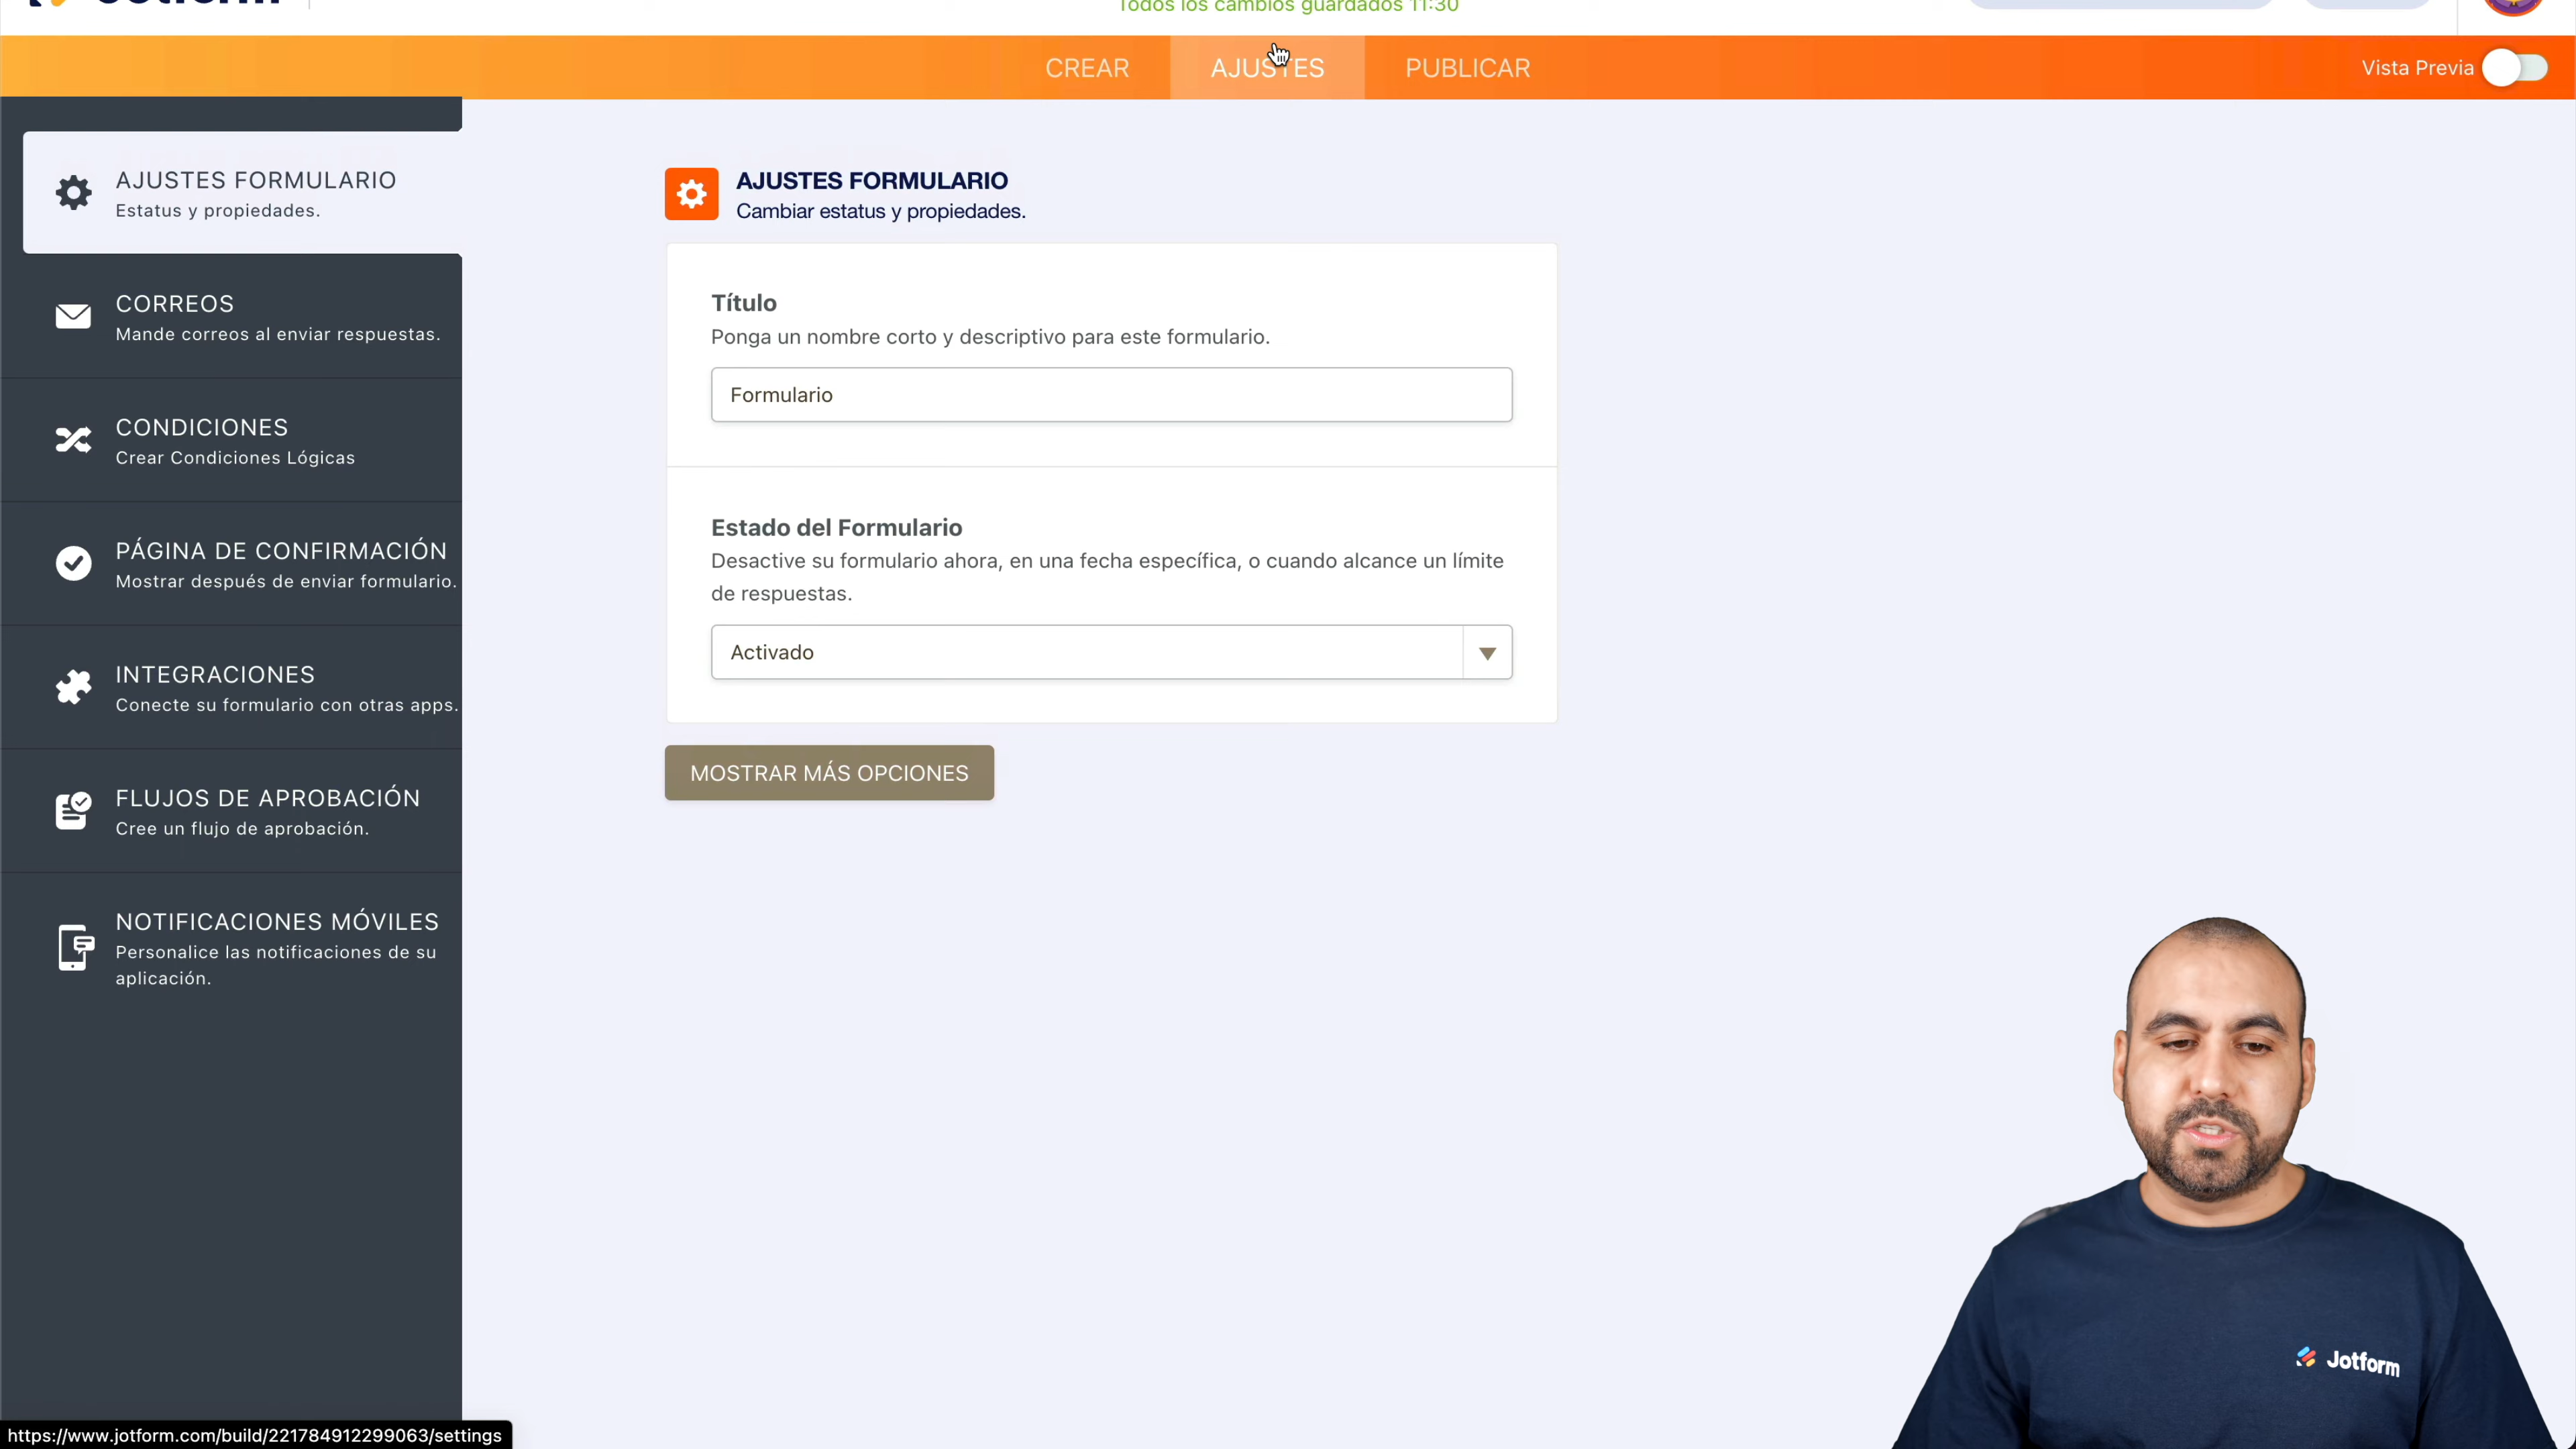 Todos los cambios guardados 11:30
CREAR
AJUSTES
PUBLICAR
Vista Previa
AJUSTES FORMULARIO
Estatus y propiedades.
CORREOS
Mande correos al enviar respuestas.
CONDICIONES
Crear Condiciones Lógicas
PÁGINA DE CONFIRMACIÓN
Mostrar después de enviar formulario.
INTEGRACIONES
Conecte su formulario con otras apps.
FLUJOS DE APROBACIÓN
Cree un flujo de aprobación.
NOTIFICACIONES MÓVILES
Personalice las notificaciones de su
aplicación.
AJUSTES FORMULARIO
Cambiar estatus y propiedades.
Título
Ponga un nombre corto y descriptivo para este formulario.
Formulario
Estado del Formulario
Desactive su formulario ahora, en una fecha específica, o cuando alcance un límite
de respuestas.
Activado
MOSTRAR MÁS OPCIONES
Jotform
https://www.jotform.com/build/221784912299063/settings